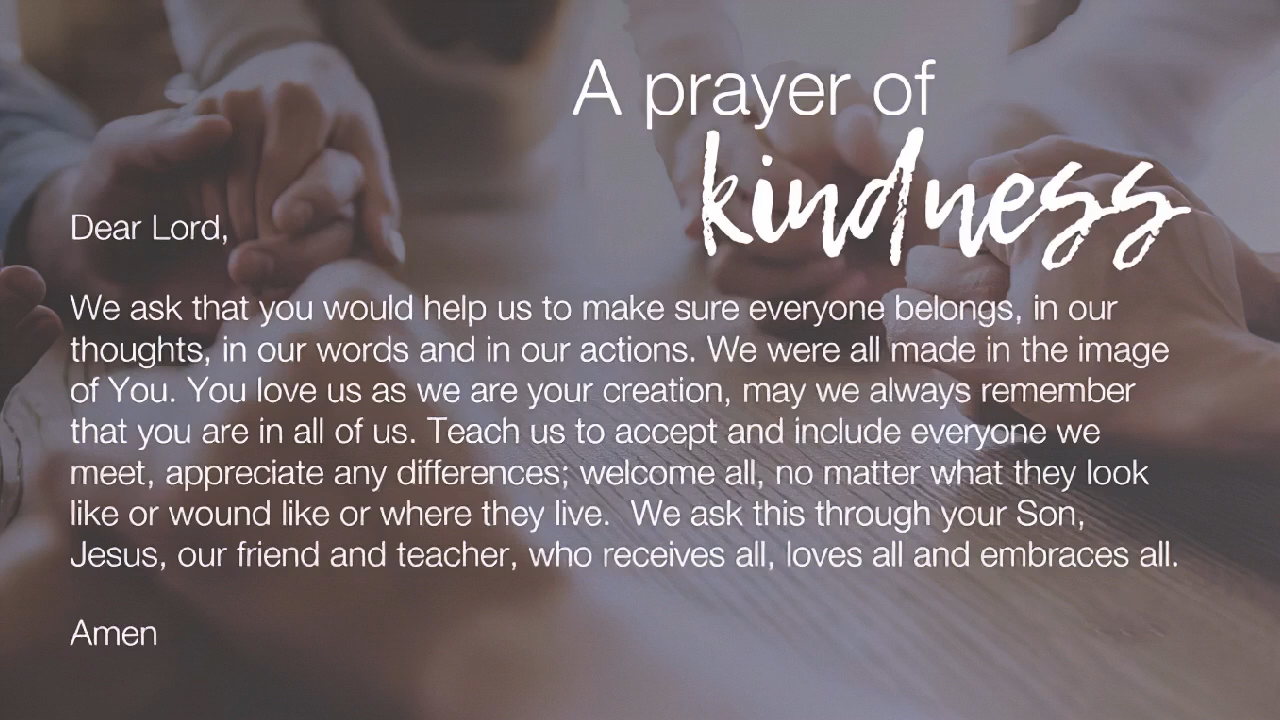 A prayer of
kindness
Dear Lord,
We ask that you would help us to make sure everyone belongs, in our
thoughts, in our words and in our actions. We were all made in the image
of You. You love us as we are your creation, may we always remember
that you are in all of us. Teach us to accept and include everyone we
meet, appreciate any differences; welcome all, no matter what they look
like or wound like or where they live.  We ask this through your Son,
Jesus, our friend and teacher, who receives all, loves all and embraces all.
Amen